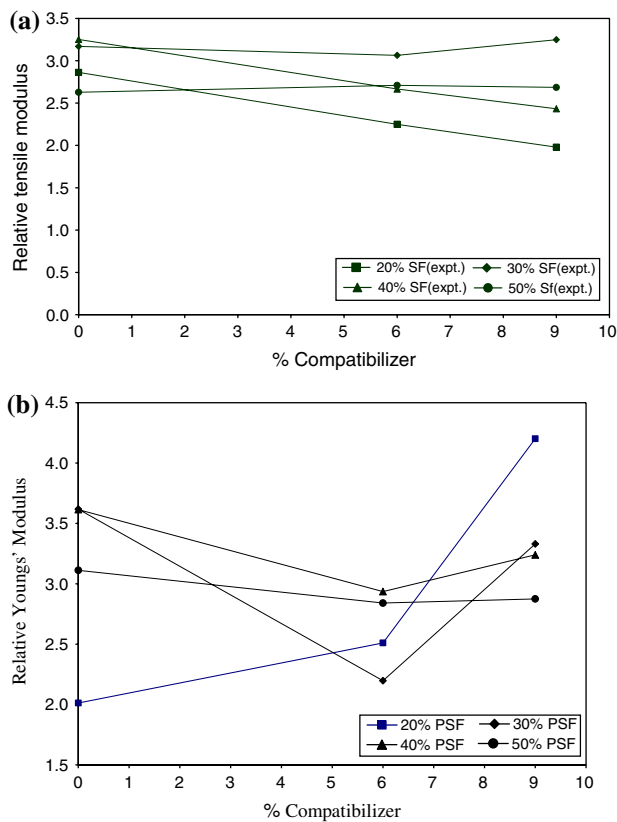 (a)
3.5
3.0
2.5
2.0
1.5
1.0
0.5
0.0
Relative tensile modulus
20% SF(expt.) 30% SF(expt.)
40% SF(expt.) 50% Sf(expt.)
0 1 2 3 4 5 6 7 8 9 10
% Compatibilizer
(b)
4.5
4.0
3.5
3.0
2.5
2.0
1.5
Relative Youngs' Modulus
20% PSF 30% PSF
40% PSF 50% PSF
0 1 2 3 4 5 6 7 8 9 10
% Compatibilizer